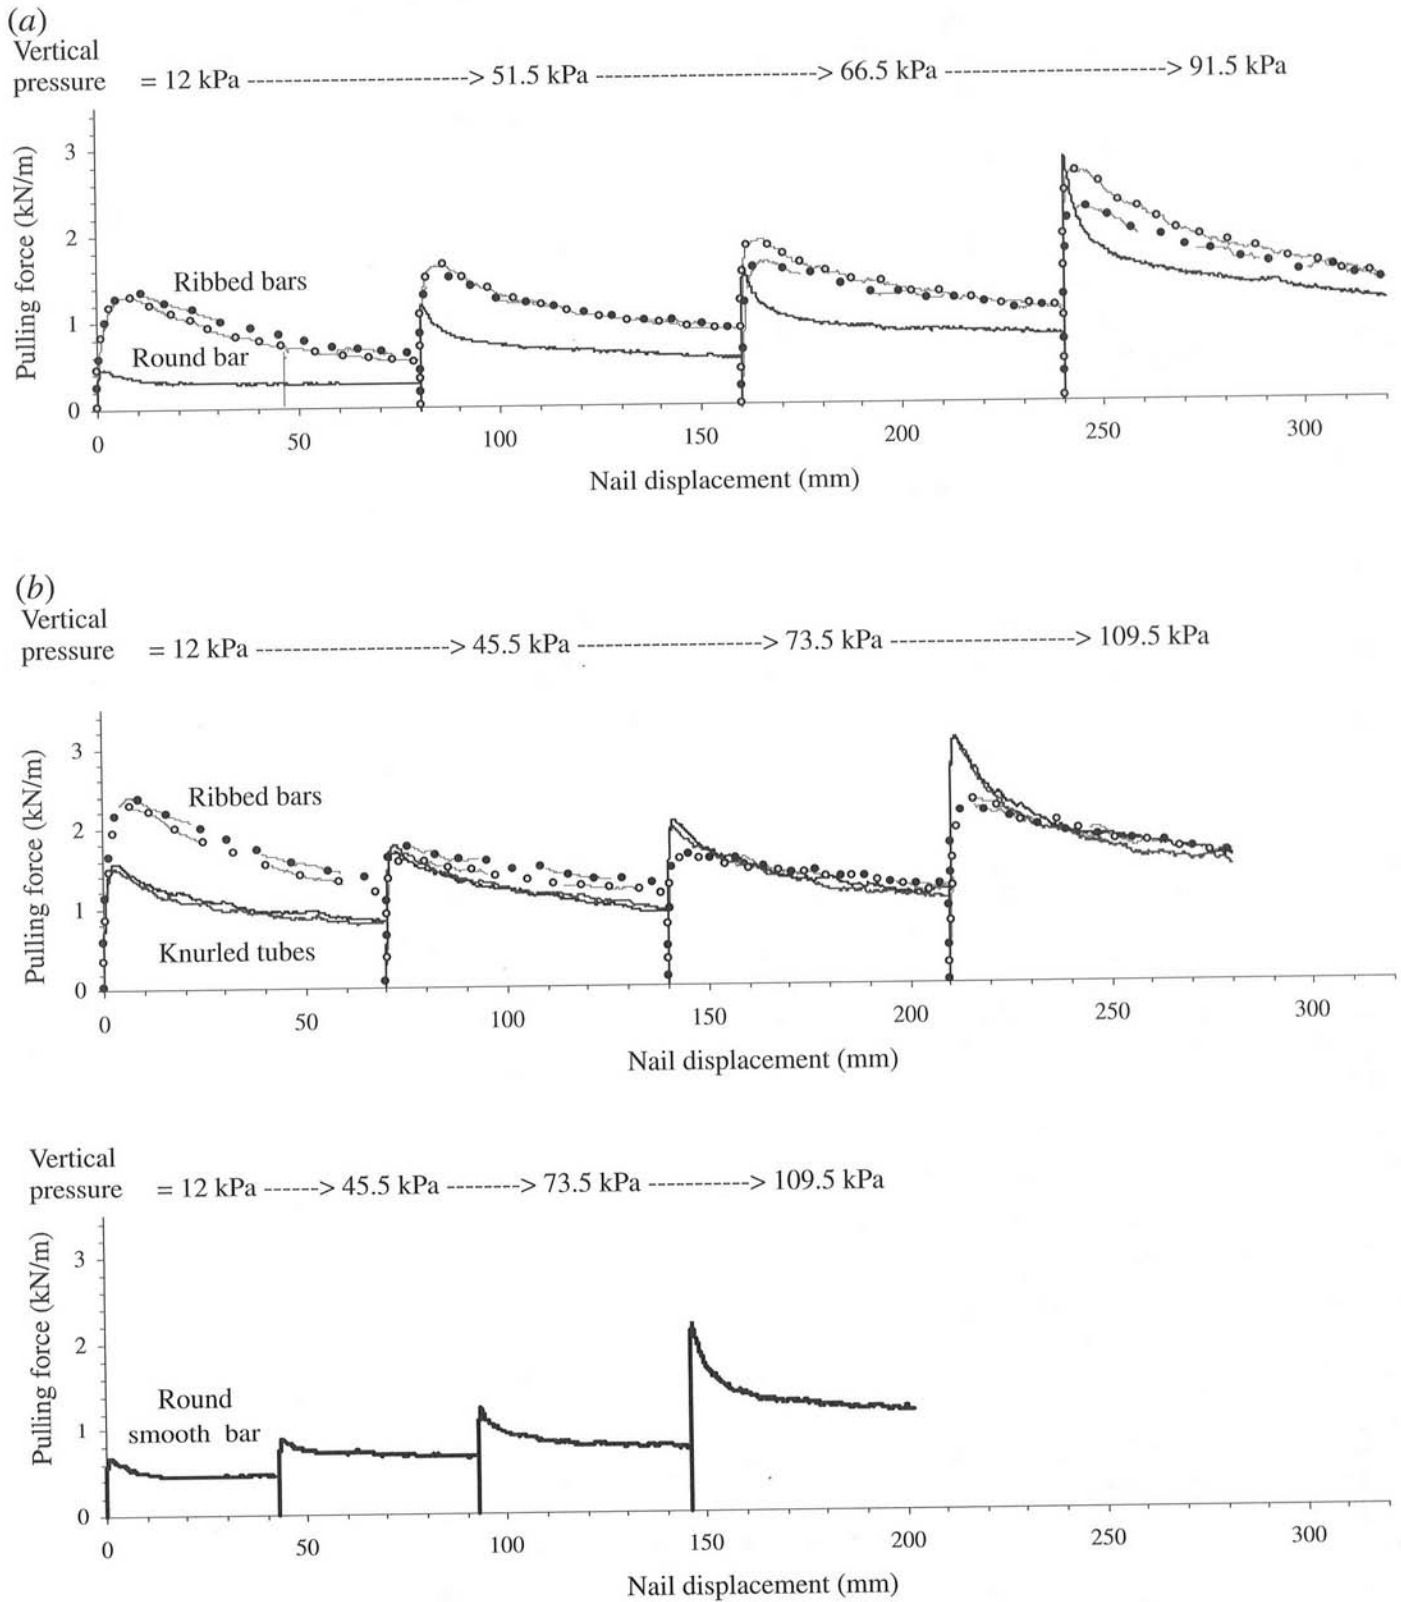 (a)
Vertical
pressure = 12 kPa ----------------------> 51.5 kPa ----------------------> 66.5 kPa ----------------------> 91.5 kPa
Pulling force (kN/m)
3
2
1
0
Ribbed bars
Round bar
0 50 100 150 200 250 300
Nail displacement (mm)
(b)
Vertical
pressure = 12 kPa -------------------> 45.5 kPa ------------------> 73.5 kPa ------------------> 109.5 kPa
Pulling force (kN/m)
3
2
1
0
Ribbed bars
Knurled tubes
0 50 100 150 200 250 300
Nail displacement (mm)
Vertical
pressure = 12 kPa ------> 45.5 kPa --------> 73.5 kPa -----------> 109.5 kPa
Pulling force (kN/m)
3
2
1
0
Round
smooth bar
0 50 100 150 200 250 300
Nail displacement (mm)